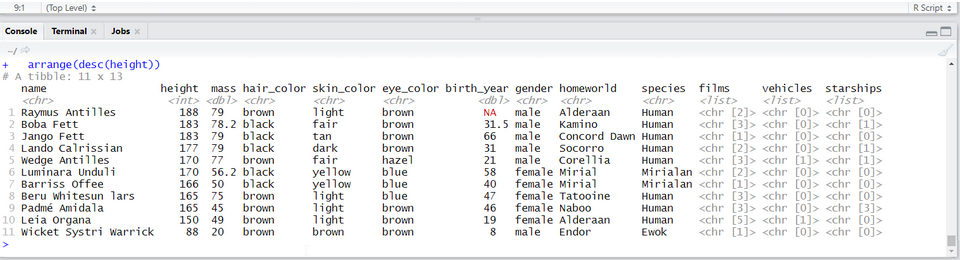 9:1 (Top Level) R Script
Console Terminal Jobs
~/
+ arrange(desc(height))
# A tibble: 11 x 13
name height mass hair_color skin_color eye_color birth_year gender homeworld species films vehicles starships
<chr> <int> <dbl> <chr> <chr> <chr> <dbl> <chr> <chr> <chr> <list> <list> <list>
1 Raymus Antilles 188 79 brown light brown NA male Alderaan Human <chr [2]> <chr [0]> <chr [0]>
2 Boba Fett 183 78.2 black fair brown 31.5 male Kamino Human <chr [3]> <chr [0]> <chr [1]>
3 Jango Fett 183 79 black tan brown 66 male Concord Dawn Human <chr [1]> <chr [0]> <chr [0]>
4 Lando Calrissian 177 79 black dark brown 31 male Socorro Human <chr [2]> <chr [0]> <chr [1]>
5 Wedge Antilles 170 77 brown fair hazel 21 male Corellia Human <chr [3]> <chr [1]> <chr [1]>
6 Luminara Unduli 170 56.2 black yellow blue 58 female Mirial Mirialan <chr [2]> <chr [0]> <chr [0]>
7 Barriss Offee 166 50 black yellow blue 40 female Mirial Mirialan <chr [1]> <chr [0]> <chr [0]>
8 Beru Whitesun lars 165 75 brown light blue 47 female Tatooine Human <chr [3]> <chr [0]> <chr [0]>
9 Padmé Amidala 165 45 brown light brown 46 female Naboo Human <chr [3]> <chr [0]> <chr [3]>
10 Leia Organa 150 49 brown light brown 19 female Alderaan Human <chr [5]> <chr [1]> <chr [0]>
11 Wicket Systri Warrick 88 20 brown brown brown 8 male Endor Ewok <chr [1]> <chr [0]> <chr [0]>
>